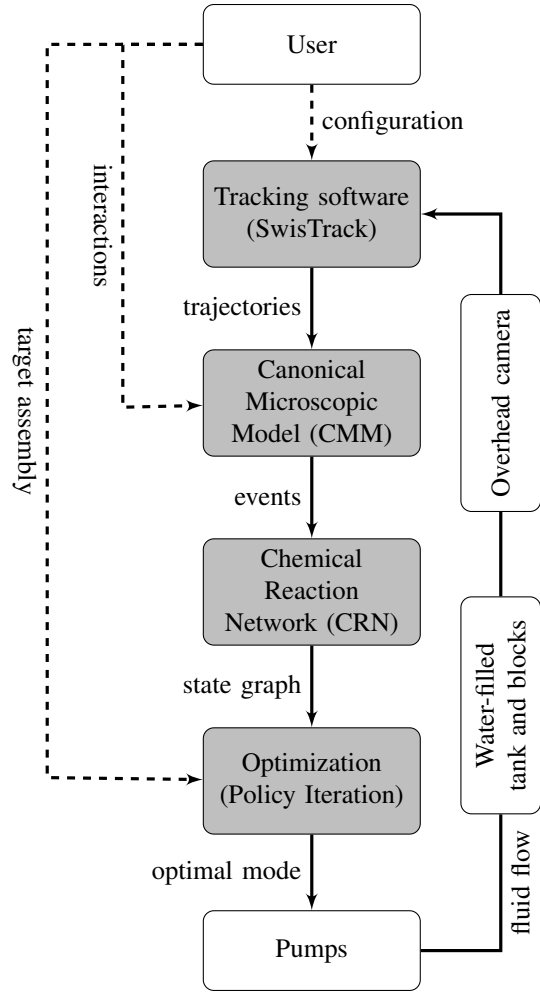 User
configuration
interactions
target assembly
Tracking software
(SwisTrack)
trajectories
Canonical
Microscopic
Model (CMM)
Overhead camera
events
Chemical
Reaction
Network (CRN)
state graph
Water-filled
tank and blocks
Optimization
(Policy Iteration)
optimal mode
fluid flow
Pumps